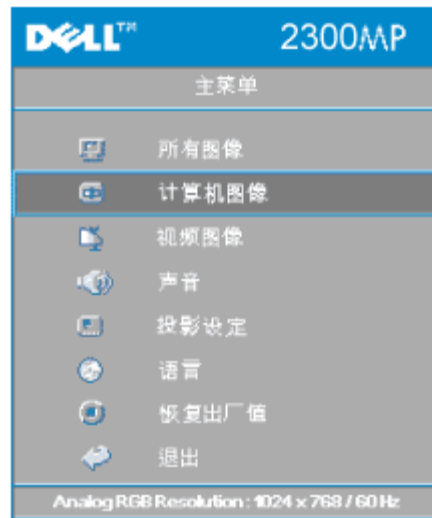 DELL™ 2300MP
主菜单
所有图像
计算机图像
视频图像
声音
投影设定
语言
恢复出厂值
退出
Analog RGB Resolution : 1024 x 768 / 60 Hz